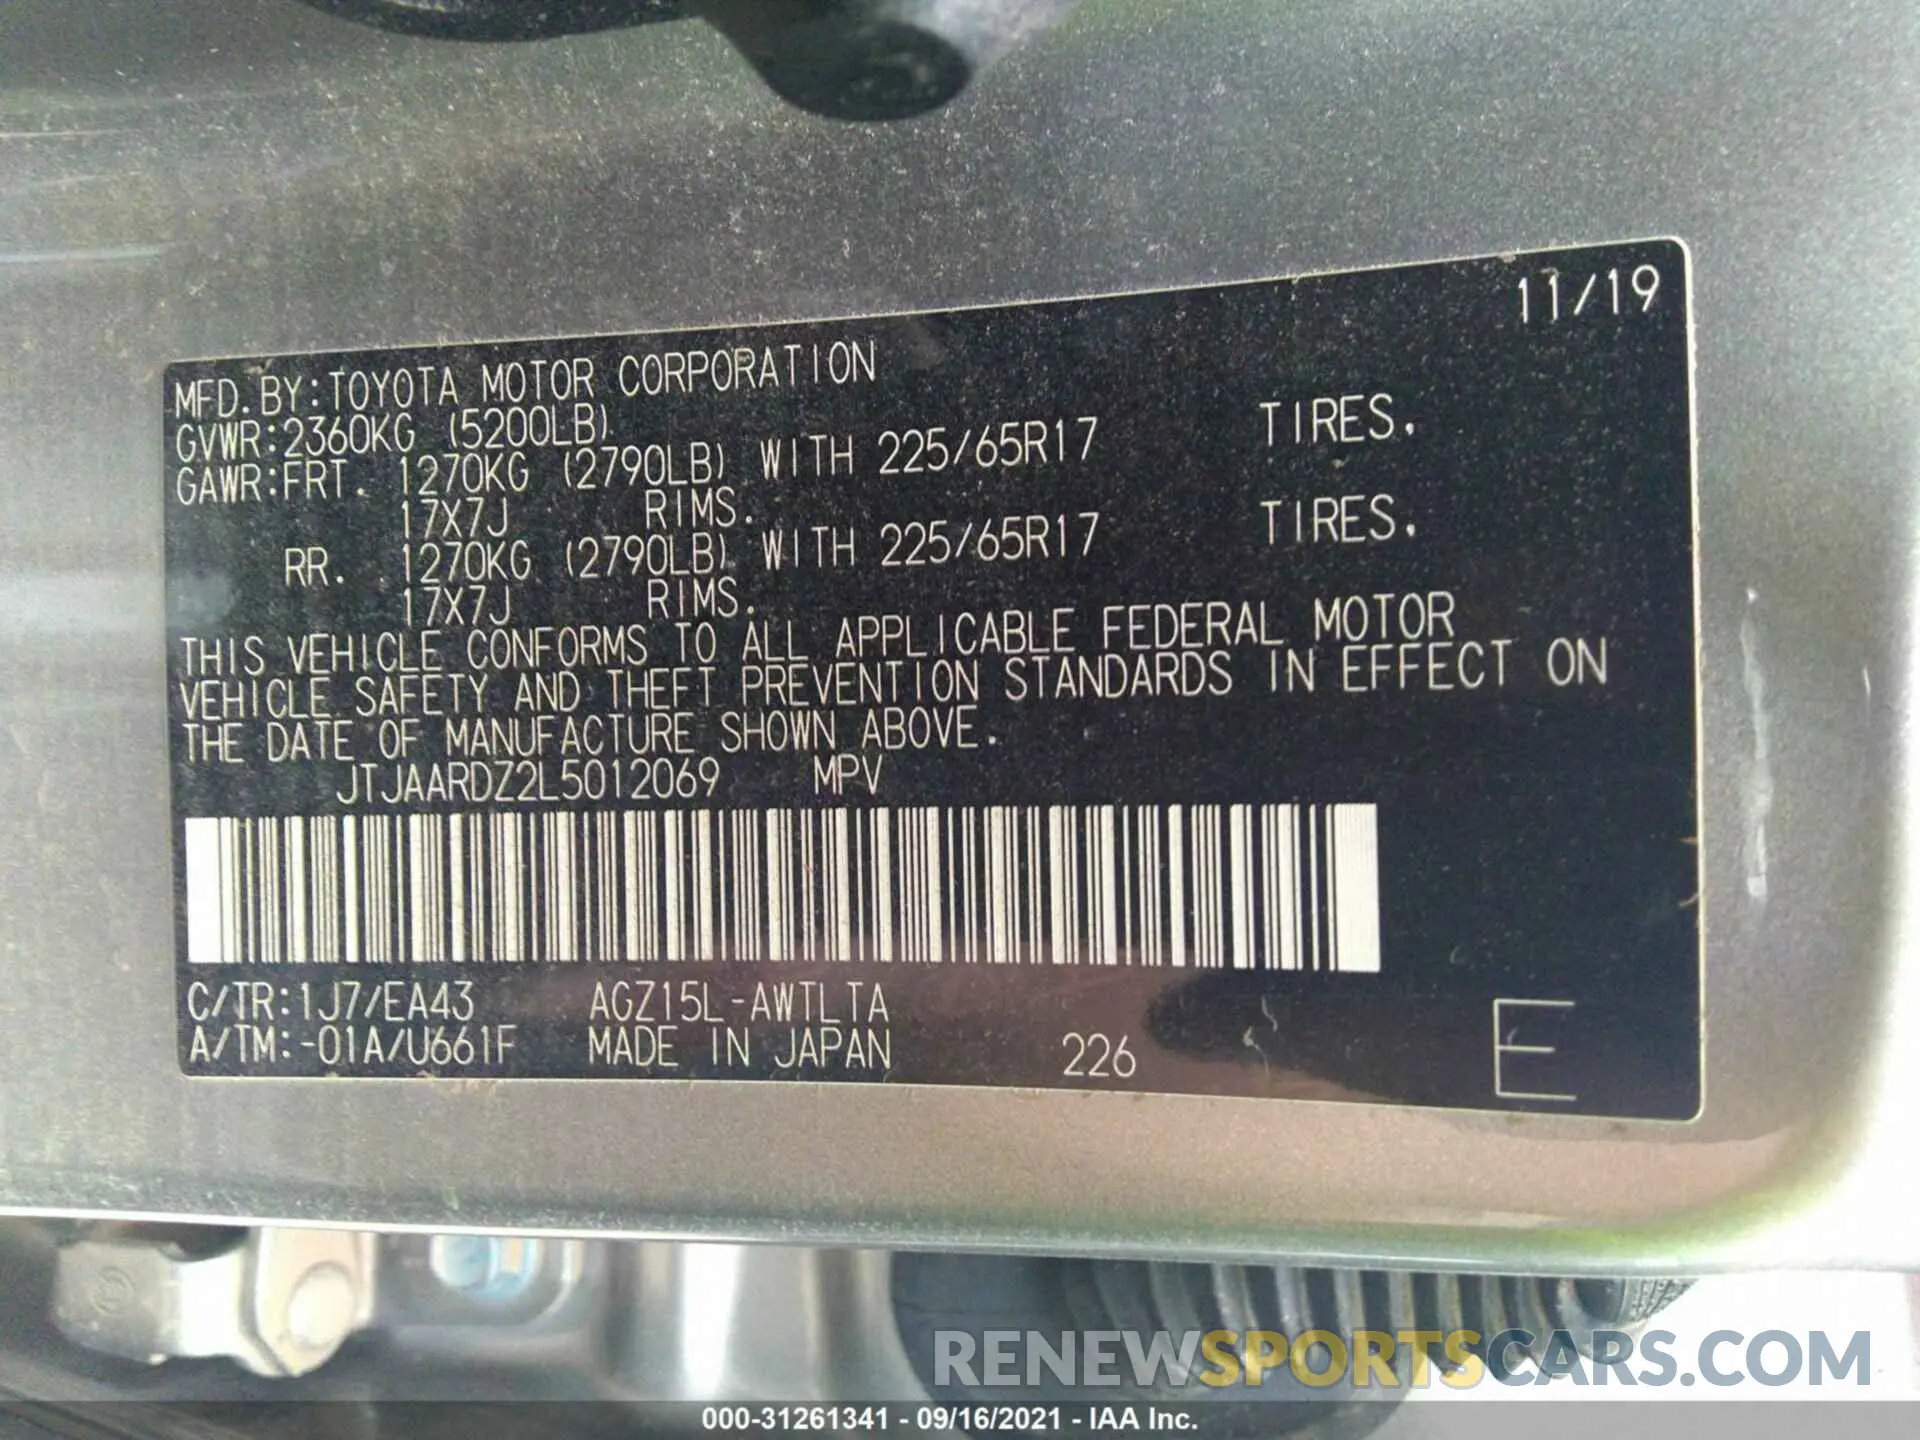 11/19
MFD. BY:TOYOTA MOTOR CORPORATION
GVWR:2360KG (5200LB)
GAWR:FRT. 1270KG (2790LB) WITH 225/65R17 TIRES.
17X7J RIMS.
RR. 1270KG (2790LB) WITH 225/65R17 TIRES.
17X7J RIMS.
THIS VEHICLE CONFORMS TO ALL APPLICABLE FEDERAL MOTOR
VEHICLE SAFETY AND THEFT PREVENTION STANDARDS IN EFFECT ON
THE DATE OF MANUFACTURE SHOWN ABOVE.
JTJAARDZ2L5012069 MPV
C/TR:1J7/EA43 AGZ15L-AWTLTA
A/TM:-01A/U661F MADE IN JAPAN 226 E
RENEWSPORTSCARS.COM
000-31261341 - 09/16/2021 - IAA Inc.